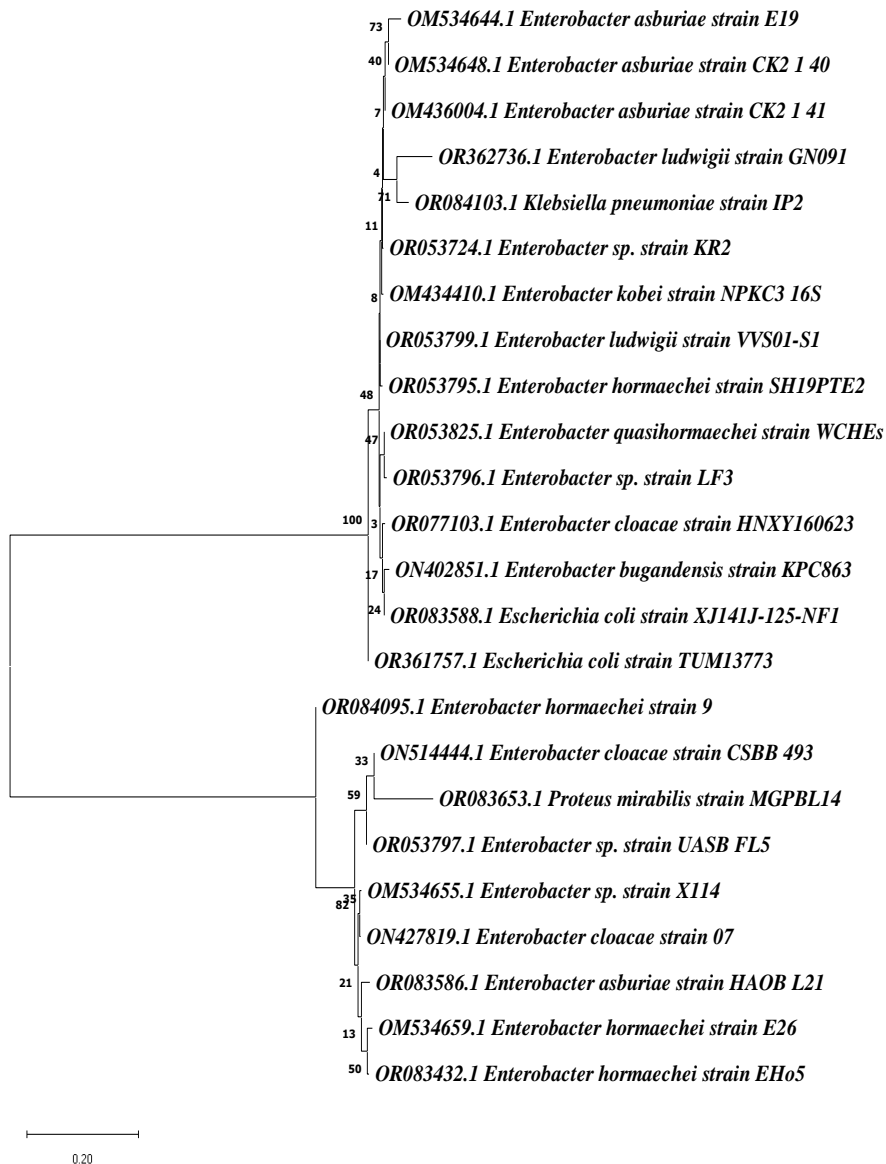 73
OM534644.1 Enterobacter asburiae strain E19
40
OM534648.1 Enterobacter asburiae strain CK2 1 40
7
OM436004.1 Enterobacter asburiae strain CK2 1 41
OR362736.1 Enterobacter ludwigii strain GN091
4
71
OR084103.1 Klebsiella pneumoniae strain IP2
11
OR053724.1 Enterobacter sp. strain KR2
8
OM434410.1 Enterobacter kobei strain NPKC3 16S
OR053799.1 Enterobacter ludwigii strain VVS01-S1
48
OR053795.1 Enterobacter hormaechei strain SH19PTE2
47
OR053825.1 Enterobacter quasihormaechei strain WCHEs
OR053796.1 Enterobacter sp. strain LF3
100
3
OR077103.1 Enterobacter cloacae strain HNXY160623
17
ON402851.1 Enterobacter bugandensis strain KPC863
24
OR083588.1 Escherichia coli strain XJ141J-125-NF1
OR361757.1 Escherichia coli strain TUM13773
OR084095.1 Enterobacter hormaechei strain 9
33
ON514444.1 Enterobacter cloacae strain CSBB 493
59
OR083653.1 Proteus mirabilis strain MGPBL14
OR053797.1 Enterobacter sp. strain UASB FL5
35
82
OM534655.1 Enterobacter sp. strain X114
ON427819.1 Enterobacter cloacae strain 07
21
OR083586.1 Enterobacter asburiae strain HAOB L21
13
OM534659.1 Enterobacter hormaechei strain E26
50
OR083432.1 Enterobacter hormaechei strain EHo5
0.20